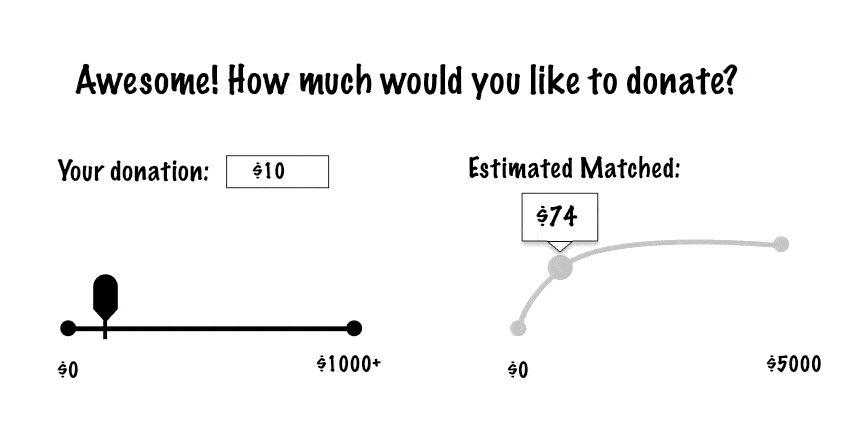 Awesome! How much would you like to donate?
Your donation: $10
Estimated Matched:
$74
$0
$1000+
$0
$5000